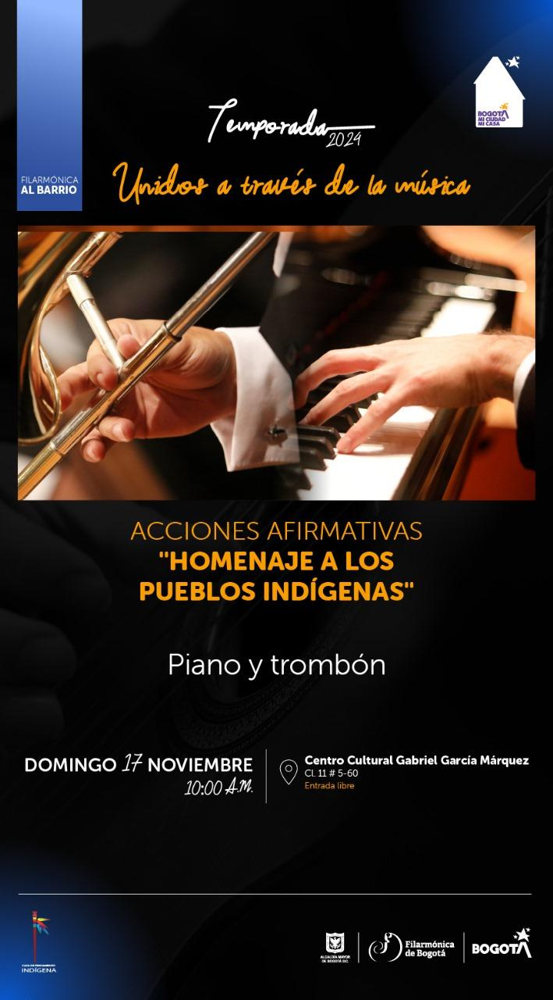 FILARMÓNICA
AL BARRIO
BOGOTÁ
MI CIUDAD
MI CASA
Temporada
2024
Unidos a través de la música
ACCIONES AFIRMATIVAS
"HOMENAJE A LOS
PUEBLOS INDÍGENAS"
Piano y trombón
DOMINGO 17 NOVIEMBRE
10:00 A.M.
Centro Cultural Gabriel García Márquez
Cl. 11 # 5-60
Entrada libre
CASA DE PENSAMIENTO
INDÍGENA
ALCALDÍA MAYOR
DE BOGOTÁ D.C.
Filarmónica
de Bogotá
BOGOTÁ